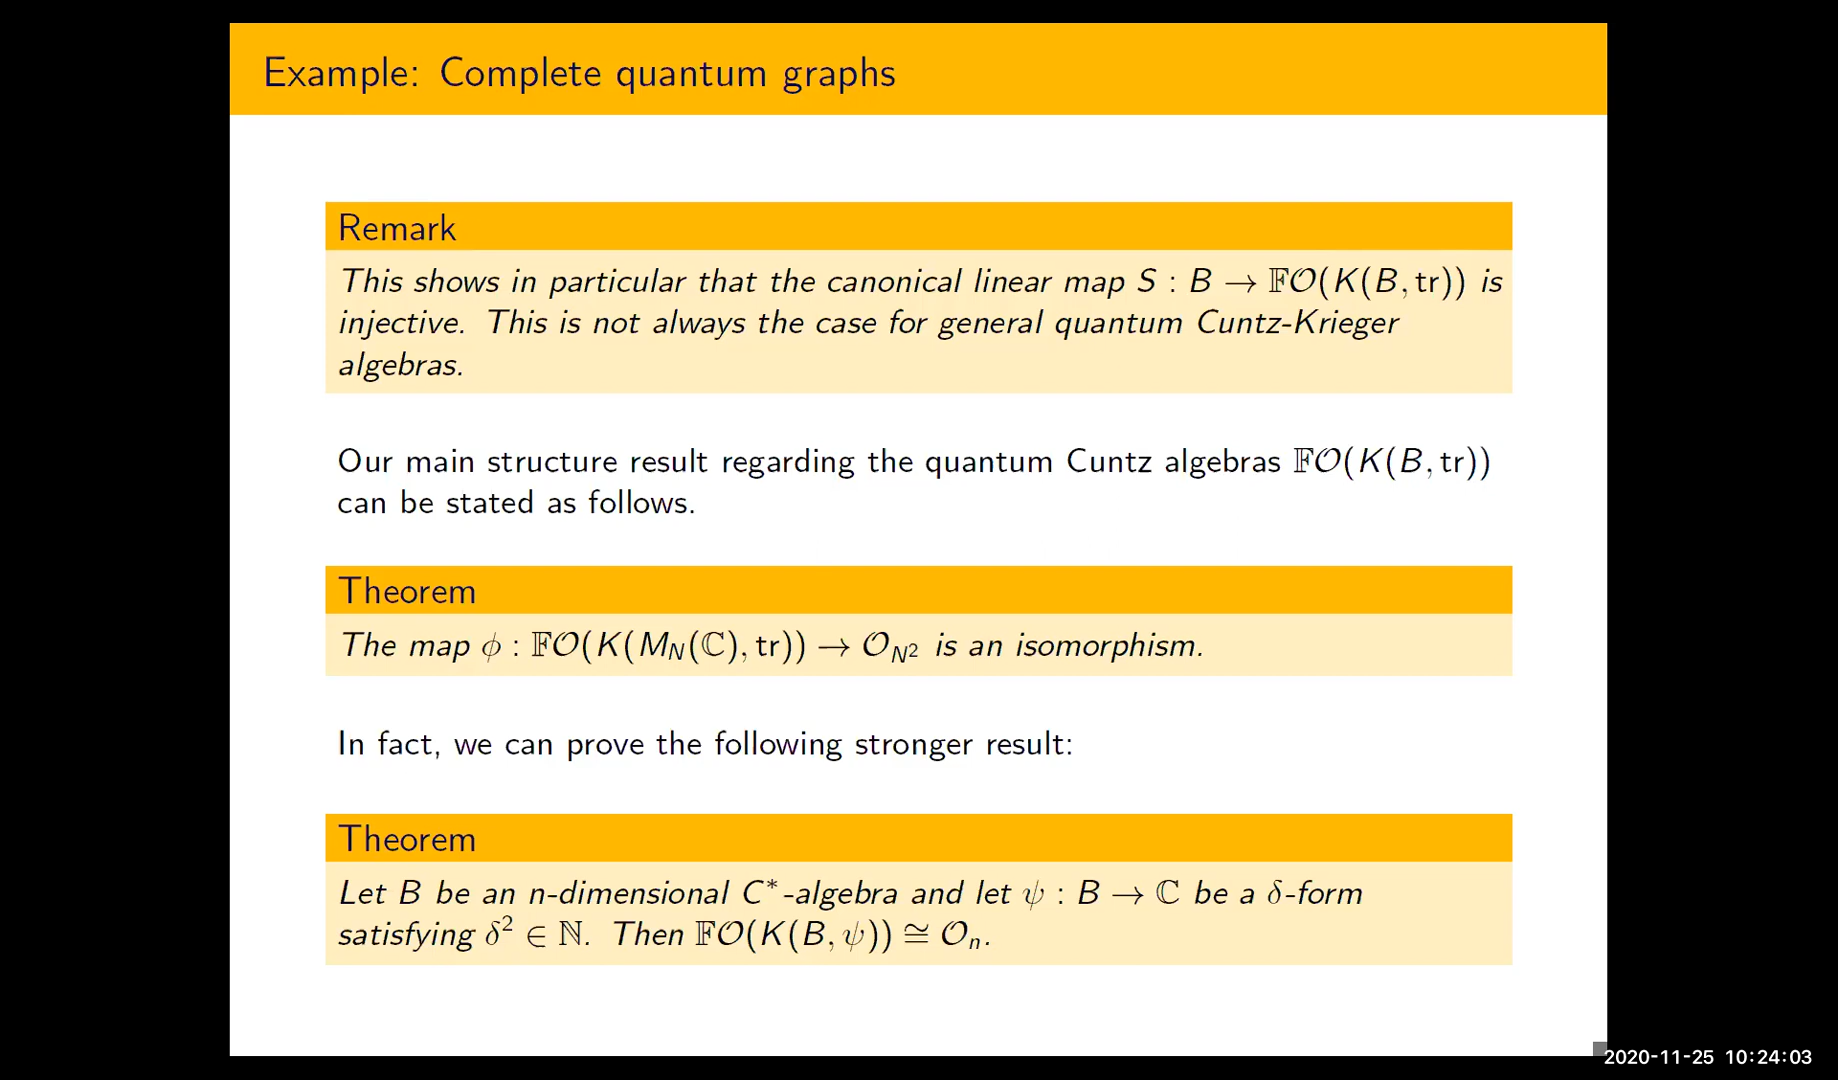 Example: Complete quantum graphs
Remark
This shows in particular that the canonical linear map S : B → 𝔽𝒪(K(B, tr)) is
injective. This is not always the case for general quantum Cuntz-Krieger
algebras.
Our main structure result regarding the quantum Cuntz algebras 𝔽𝒪(K(B, tr))
can be stated as follows.
Theorem
The map ϕ : 𝔽𝒪(K(M_N(ℂ), tr)) → 𝒪_{N²} is an isomorphism.
In fact, we can prove the following stronger result:
Theorem
Let B be an n-dimensional C*-algebra and let ψ : B → ℂ be a δ-form
satisfying δ² ∈ ℕ. Then 𝔽𝒪(K(B, ψ)) ≅ 𝒪_n.
2020-11-25 10:24:03